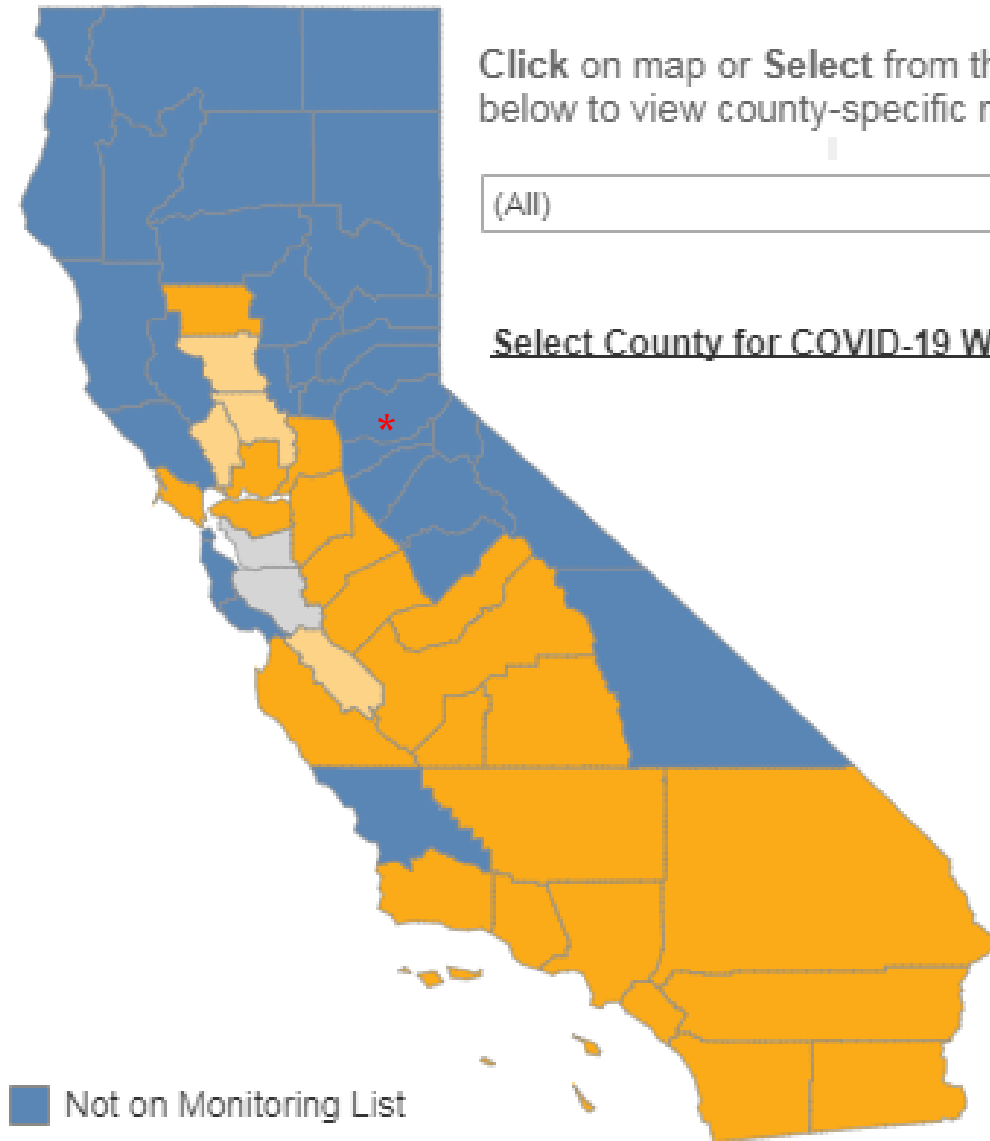 Click on map or Select from th
below to view county-specific r
(All)
Select County for COVID-19 W
*
Not on Monitoring List